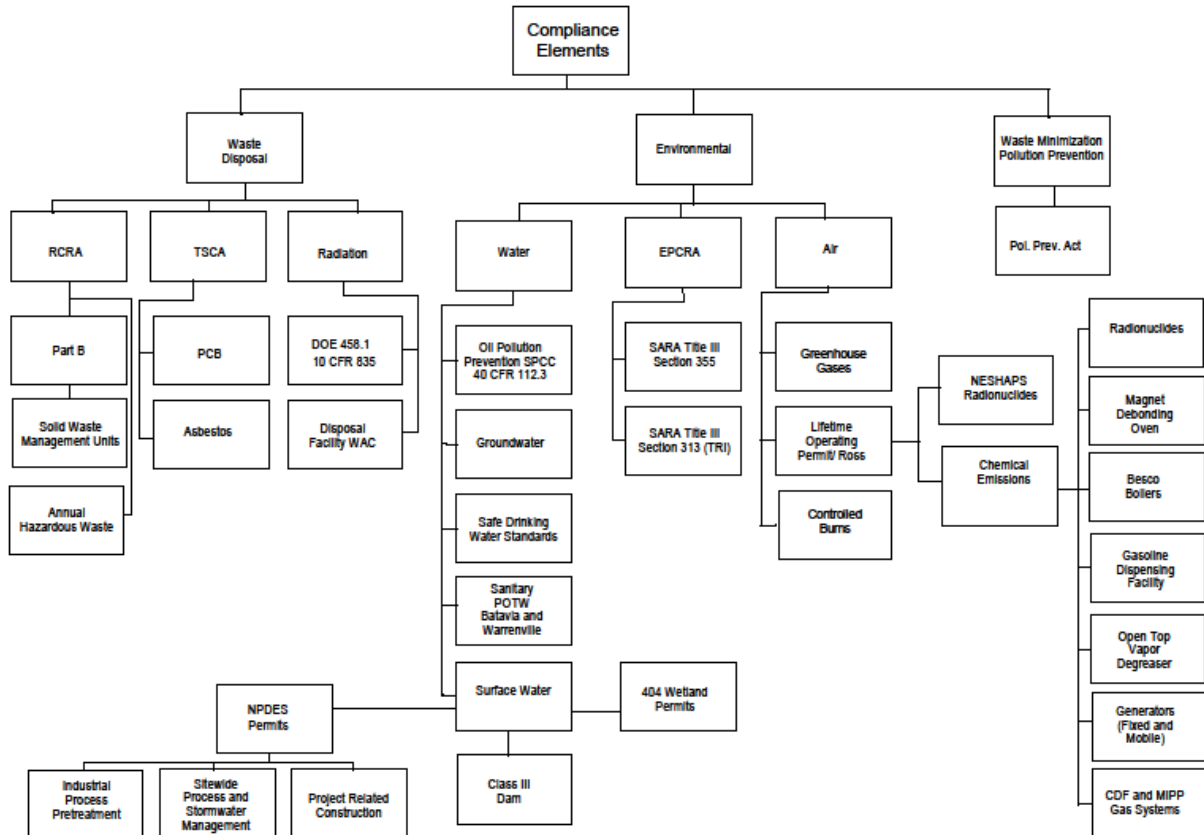 Compliance
Elements
Waste
Disposal
Environmental
Waste Minimization
Pollution Prevention
RCRA
TSCA
Radiation
Water
EPCRA
Air
Pol. Prev. Act
Part B
PCB
DOE 458.1
10 CFR 835
Oil Pollution
Prevention SPCC
40 CFR 112.3
SARA Title III
Section 355
Greenhouse
Gases
NESHAPS
Radionuclides
Radionuclides
Solid Waste
Management Units
Asbestos
Disposal
Facility WAC
Groundwater
SARA Title III
Section 313 (TRI)
Lifetime
Operating
Permit/ Ross
Chemical
Emissions
Magnet
Debonding
Oven
Besco
Boilers
Annual
Hazardous Waste
Safe Drinking
Water Standards
Controlled
Burns
Gasoline
Dispensing
Facility
Sanitary
POTW
Batavia and
Warrenville
Open Top
Vapor
Degreaser
NPDES
Permits
Surface Water
404 Wetland
Permits
Generators
(Fixed and
Mobile)
Industrial
Process
Pretreatment
Sitewide
Process and
Stormwater
Management
Project Related
Construction
Class III
Dam
CDF and MIPP
Gas Systems